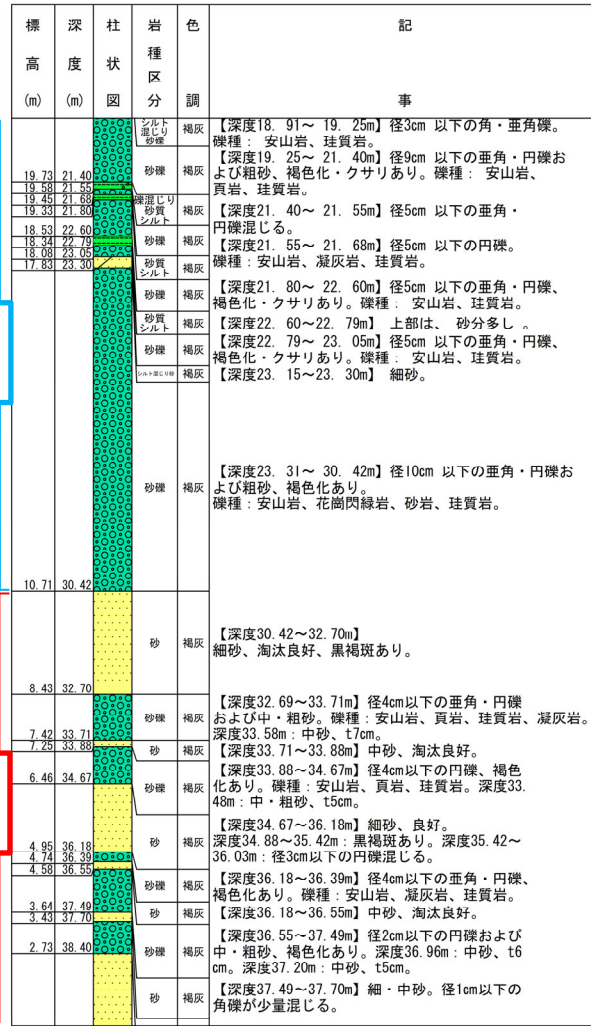 標高(m) 深度(m) 柱状図 岩種区分 色調 記事
シルト
混じり
砂礫
褐灰
【深度18. 91～ 19. 25m】径3cm 以下の角・亜角礫。
礫種： 安山岩、珪質岩。
19.73 21.40
砂礫
褐灰
【深度19. 25～ 21. 40m】径9cm 以下の亜角・円礫お
よび粗砂、褐色化・クサリあり。礫種： 安山岩、
頁岩、珪質岩。
19.58 21.55
19.45 21.68
19.33 21.80
礫混じり
砂質
シルト
褐灰
【深度21. 40～ 21. 55m】径5cm 以下の亜角・
円礫混じる。
18.53 22.60
砂礫
褐灰
【深度21. 55～ 21. 68m】径5cm 以下の円礫。
礫種：安山岩、凝灰岩、珪質岩。
18.34 22.79
18.08 23.05
17.83 23.30
砂質
シルト
褐灰
砂礫
褐灰
【深度21. 80～ 22. 60m】径5cm 以下の亜角・円礫、
褐色化・クサリあり。礫種： 安山岩、珪質岩。
砂質
シルト
褐灰
【深度22. 60～22. 79m】 上部は、 砂分多し 。
砂礫
褐灰
【深度22. 79～ 23. 05m】径5cm 以下の亜角・円礫、
褐色化・クサリあり。礫種： 安山岩、珪質岩。
シルト混じり砂
褐灰
【深度23. 15～23. 30m】 細砂。
砂礫
褐灰
【深度23. 31～ 30. 42m】径10cm 以下の亜角・円礫お
よび粗砂、褐色化あり。
礫種：安山岩、花崗閃緑岩、砂岩、珪質岩。
10.71 30.42
砂
褐灰
【深度30.42～32.70m】
細砂、淘汰良好、黒褐斑あり。
8.43 32.70
砂礫
褐灰
【深度32.69～33.71m】径4cm以下の亜角・円礫
および中・粗砂。礫種：安山岩、頁岩、珪質岩、凝灰岩。
深度33.58m：中砂、t7cm。
7.42 33.71
砂
褐灰
【深度33.71～33.88m】中砂、淘汰良好。
7.25 33.88
砂礫
褐灰
【深度33.88～34.67m】径4cm以下の円礫、褐色
化あり。礫種：安山岩、頁岩、珪質岩。深度33.
48m：中・粗砂、t5cm。
6.46 34.67
砂
褐灰
【深度34.67～36.18m】細砂、良好。
深度34.88～35.42m：黒褐斑あり。深度35.42～
36.03m：径3cm以下の円礫混じる。
4.95 36.18
4.74 36.39
4.58 36.55
砂礫
褐灰
【深度36.18～36.39m】径4cm以下の亜角・円礫、
褐色化あり。礫種：安山岩、凝灰岩、珪質岩。
3.64 37.49
砂
褐灰
【深度36.18～36.55m】中砂、淘汰良好。
3.43 37.70
砂礫
褐灰
【深度36.55～37.49m】径2cm以下の円礫および
中・粗砂、褐色化あり。深度36.96m：中砂、t6
cm。深度37.20m：中砂、t5cm。
2.73 38.40
砂
褐灰
【深度37.49～37.70m】細・中砂。径1cm以下の
角礫が少量混じる。